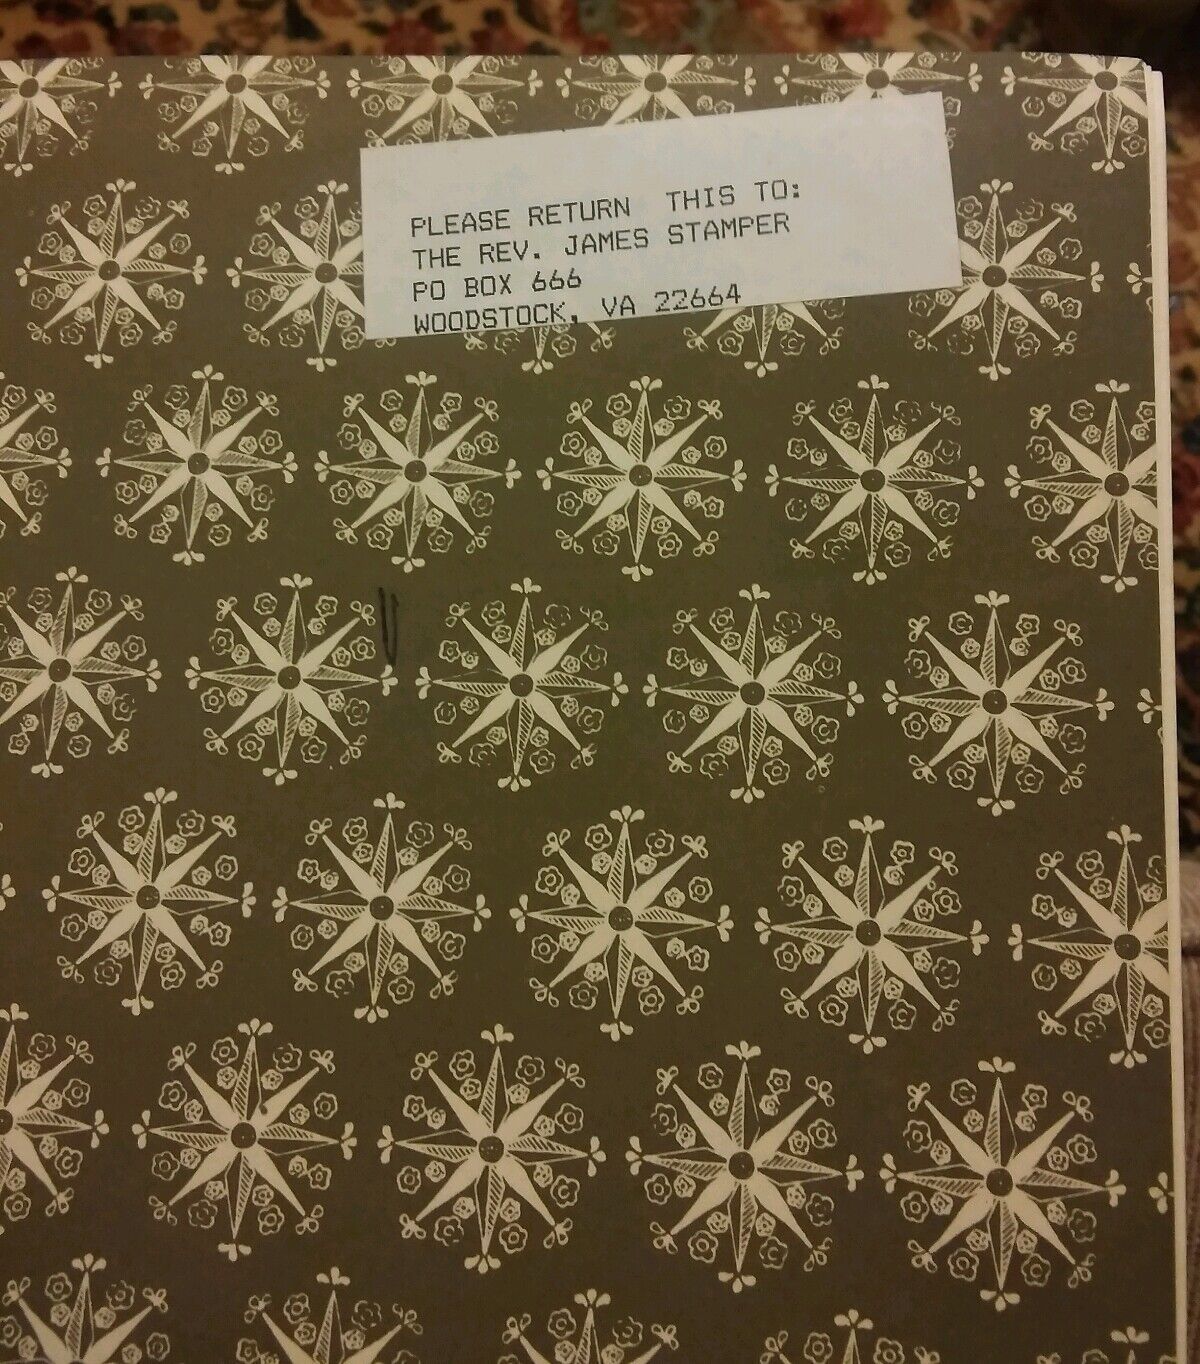 PLEASE RETURN THIS TO:
THE REV. JAMES STAMPER
PO BOX 666
WOODSTOCK, VA 22664